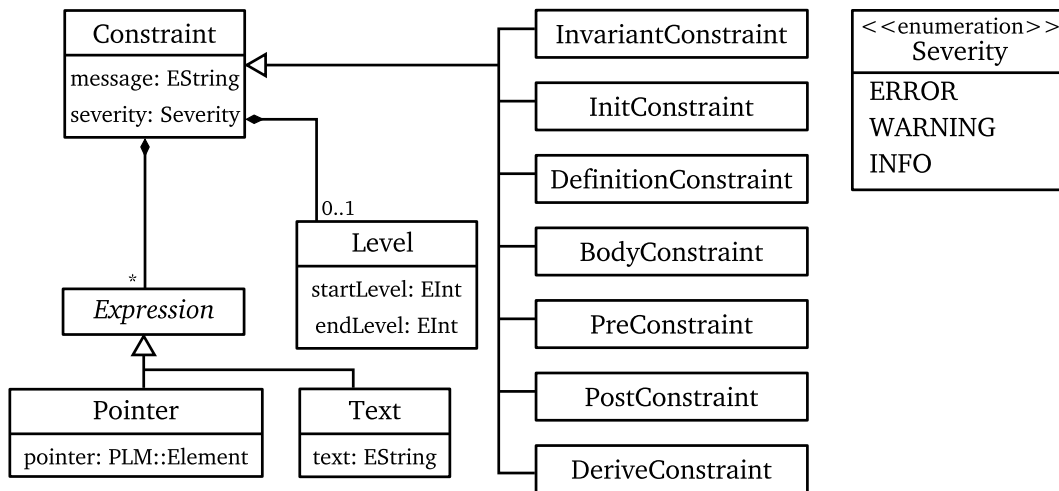 Constraint
message: EString
severity: Severity
0..1
Level
startLevel: EInt
endLevel: EInt
*
Expression
Pointer
pointer: PLM::Element
Text
text: EString
InvariantConstraint
InitConstraint
DefinitionConstraint
BodyConstraint
PreConstraint
PostConstraint
DeriveConstraint
<<enumeration>>
Severity
ERROR
WARNING
INFO